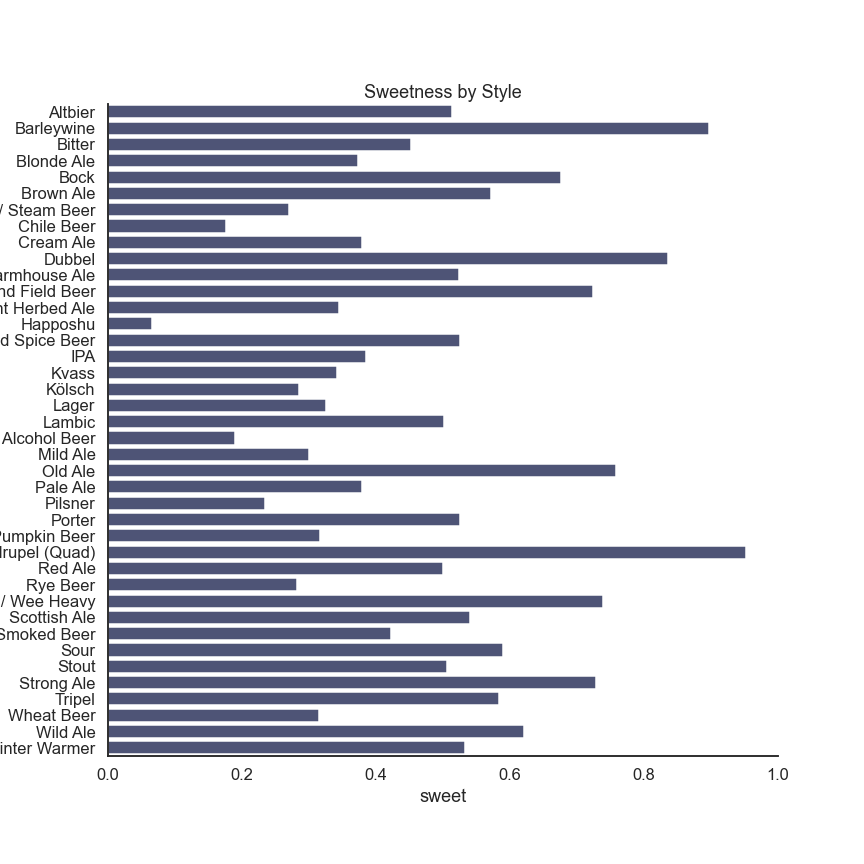 Sweetness by Style
Altbier
Barleywine
Bitter
Blonde Ale
Bock
Brown Ale
/ Steam Beer
Chile Beer
Cream Ale
Dubbel
armhouse Ale
nd Field Beer
nt Herbed Ale
Happoshu
d Spice Beer
IPA
Kvass
Kölsch
Lager
Lambic
Alcohol Beer
Mild Ale
Old Ale
Pale Ale
Pilsner
Porter
Pumpkin Beer
drupel (Quad)
Red Ale
Rye Beer
/ Wee Heavy
Scottish Ale
Smoked Beer
Sour
Stout
Strong Ale
Tripel
Wheat Beer
Wild Ale
inter Warmer
0.0 0.2 0.4 0.6 0.8 1.0
sweet